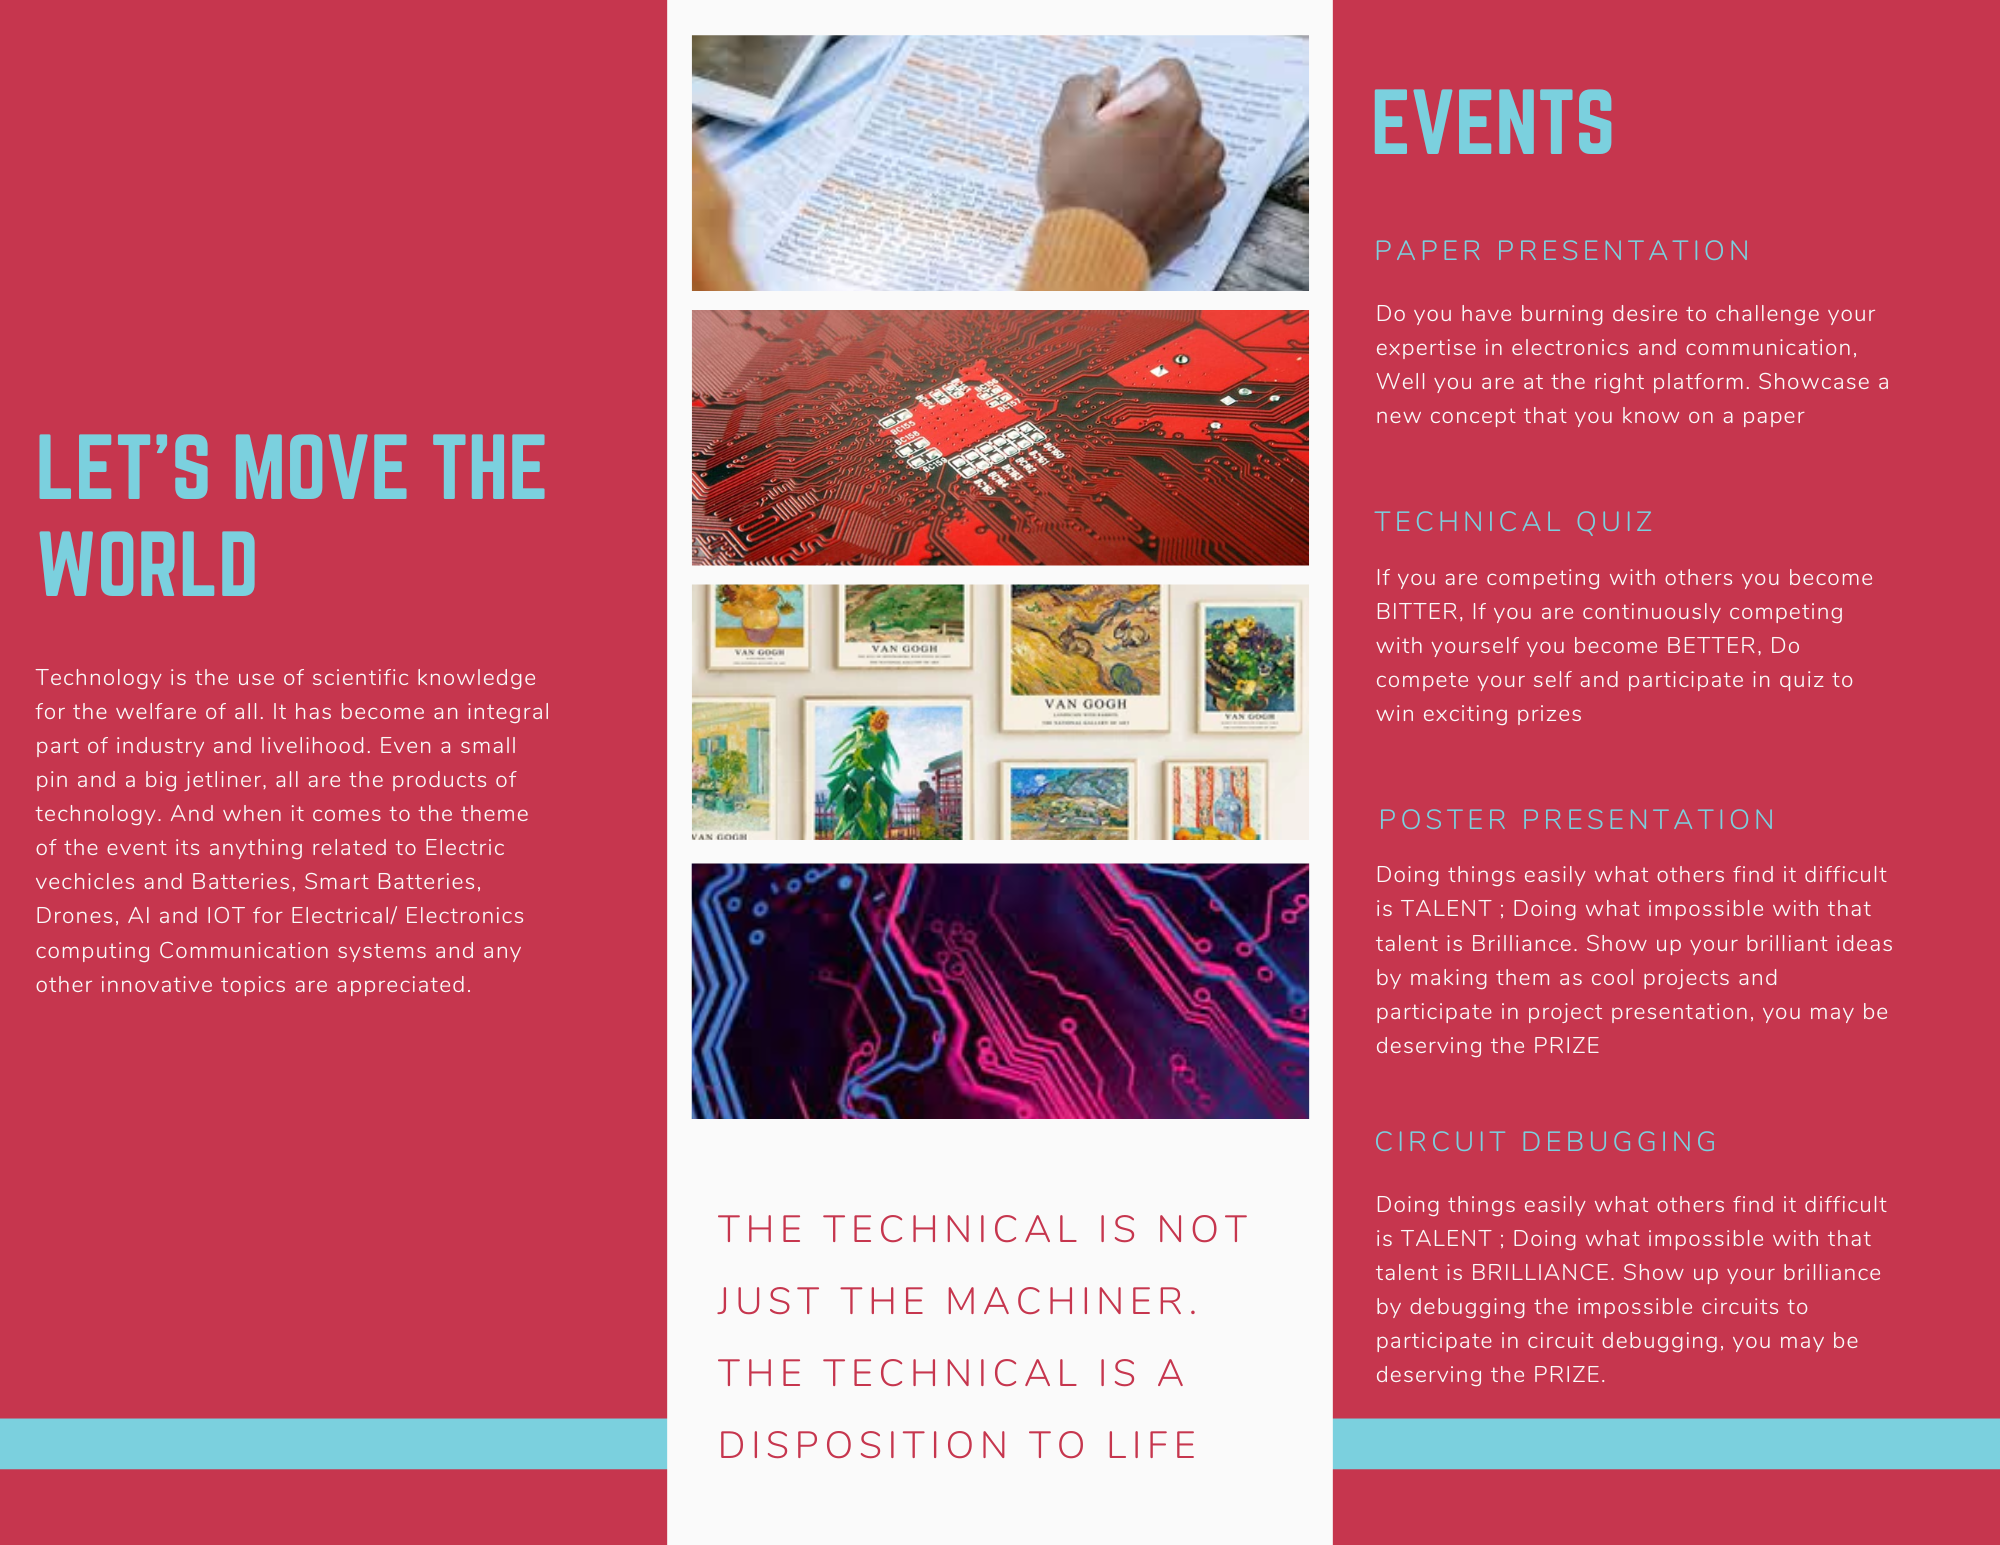 LET'S MOVE THE
WORLD
Technology is the use of scientific knowledge
for the welfare of all. It has become an integral
part of industry and livelihood. Even a small
pin and a big jetliner, all are the products of
technology. And when it comes to the theme
of the event its anything related to Electric
vechicles and Batteries, Smart Batteries,
Drones, AI and IOT for Electrical/ Electronics
computing Communication systems and any
other innovative topics are appreciated.
BC155
BC156
BC157
VAN GOGH
VAN GOGH
VAN GOGH
LANDSCAPE WITH RABBITS
THE NATIONAL GALLERY OF ART
VAN GOGH
VAN GOGH
THE TECHNICAL IS NOT
JUST THE MACHINER.
THE TECHNICAL IS A
DISPOSITION TO LIFE
EVENTS
PAPER PRESENTATION
Do you have burning desire to challenge your
expertise in electronics and communication,
Well you are at the right platform. Showcase a
new concept that you know on a paper
TECHNICAL QUIZ
If you are competing with others you become
BITTER, If you are continuously competing
with yourself you become BETTER, Do
compete your self and participate in quiz to
win exciting prizes
POSTER PRESENTATION
Doing things easily what others find it difficult
is TALENT ; Doing what impossible with that
talent is Brilliance. Show up your brilliant ideas
by making them as cool projects and
participate in project presentation, you may be
deserving the PRIZE
CIRCUIT DEBUGGING
Doing things easily what others find it difficult
is TALENT ; Doing what impossible with that
talent is BRILLIANCE. Show up your brilliance
by debugging the impossible circuits to
participate in circuit debugging, you may be
deserving the PRIZE.